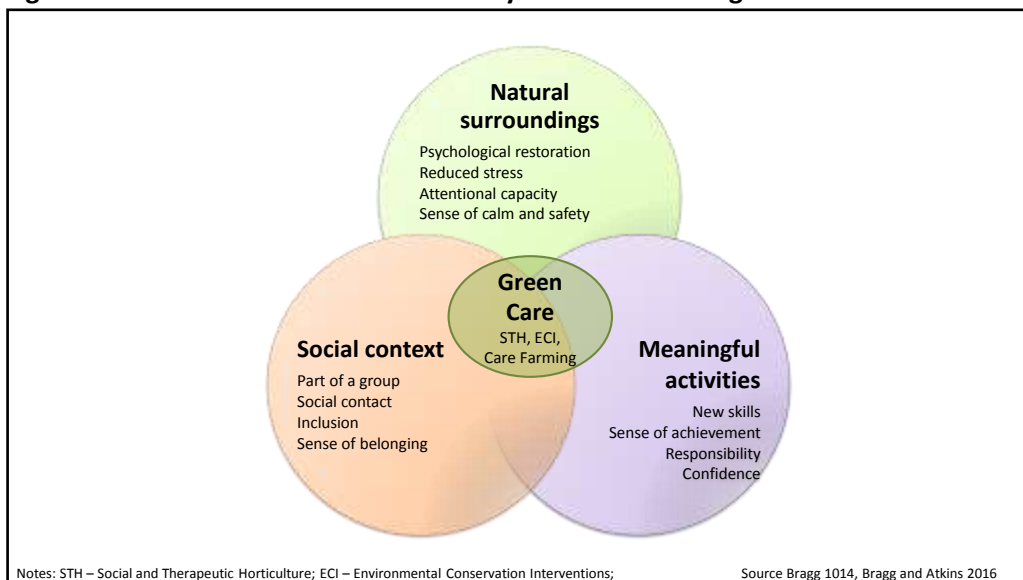 Natural
surroundings
Psychological restoration
Reduced stress
Attentional capacity
Sense of calm and safety
Green
Care
STH, ECI,
Care Farming
Social context
Part of a group
Social contact
Inclusion
Sense of belonging
Meaningful
activities
New skills
Sense of achievement
Responsibility
Confidence
Notes: STH – Social and Therapeutic Horticulture; ECI – Environmental Conservation Interventions;
Source Bragg 1014, Bragg and Atkins 2016